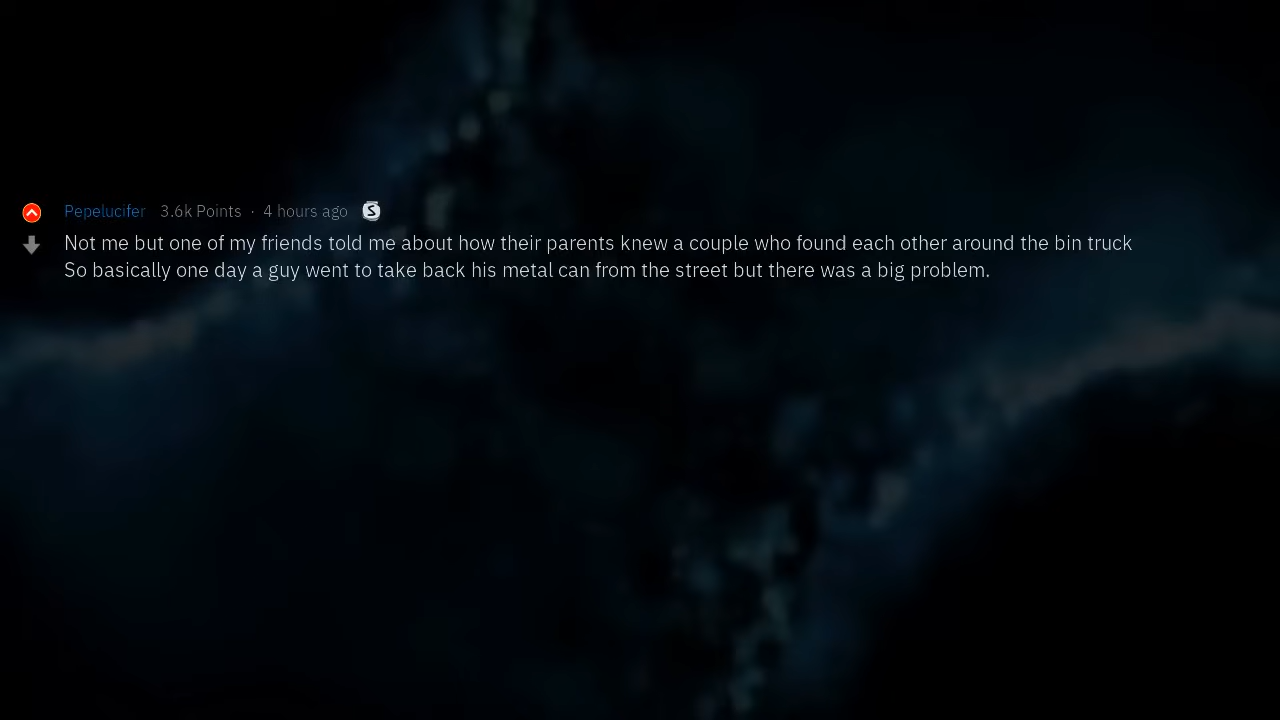 Pepelucifer 3.6k Points · 4 hours ago S
Not me but one of my friends told me about how their parents knew a couple who found each other around the bin truck
So basically one day a guy went to take back his metal can from the street but there was a big problem.